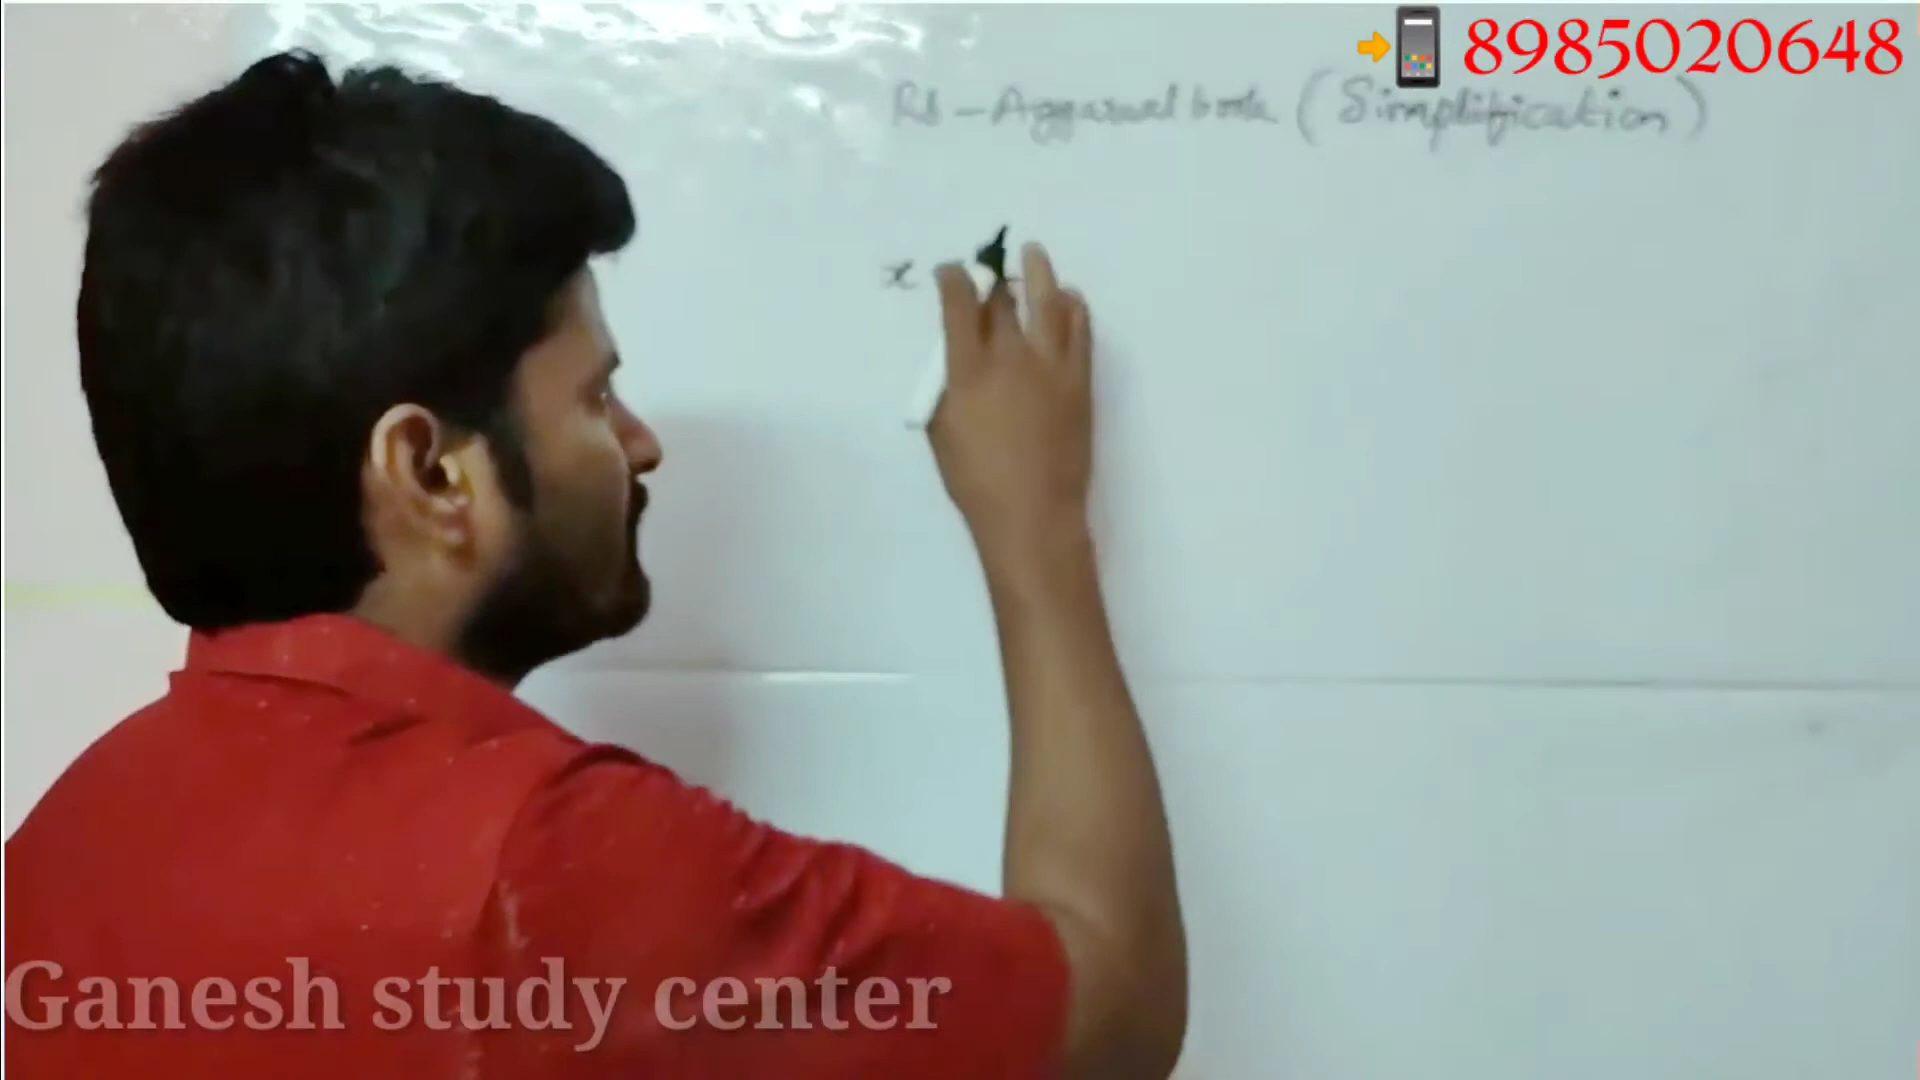 8985020648
RS - Aggarwal book (Simplification)
x
Ganesh study center